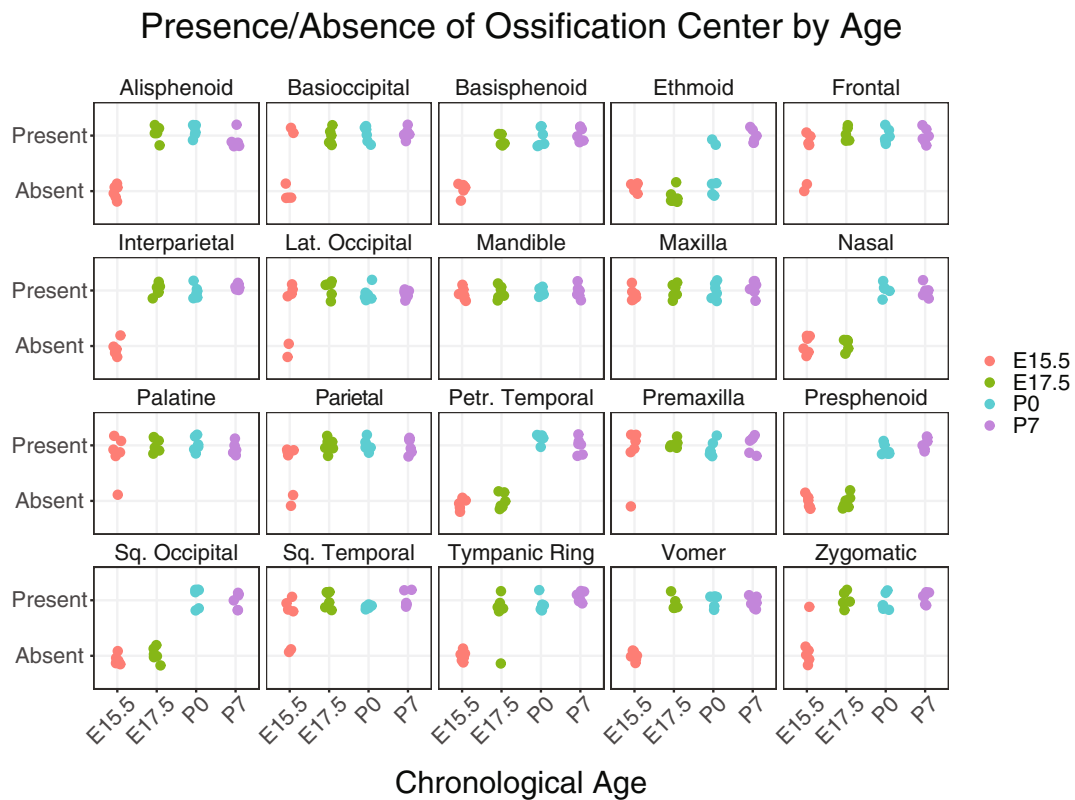 Presence/Absence of Ossification Center by Age
Alisphenoid Basioccipital Basisphenoid Ethmoid Frontal
Present
Absent
Interparietal Lat. Occipital Mandible Maxilla Nasal
Present
Absent
Palatine Parietal Petr. Temporal Premaxilla Presphenoid
Present
Absent
Sq. Occipital Sq. Temporal Tympanic Ring Vomer Zygomatic
Present
Absent
E15.5 E17.5 P0 P7 E15.5 E17.5 P0 P7 E15.5 E17.5 P0 P7 E15.5 E17.5 P0 P7 E15.5 E17.5 P0 P7
Chronological Age
E15.5
E17.5
P0
P7